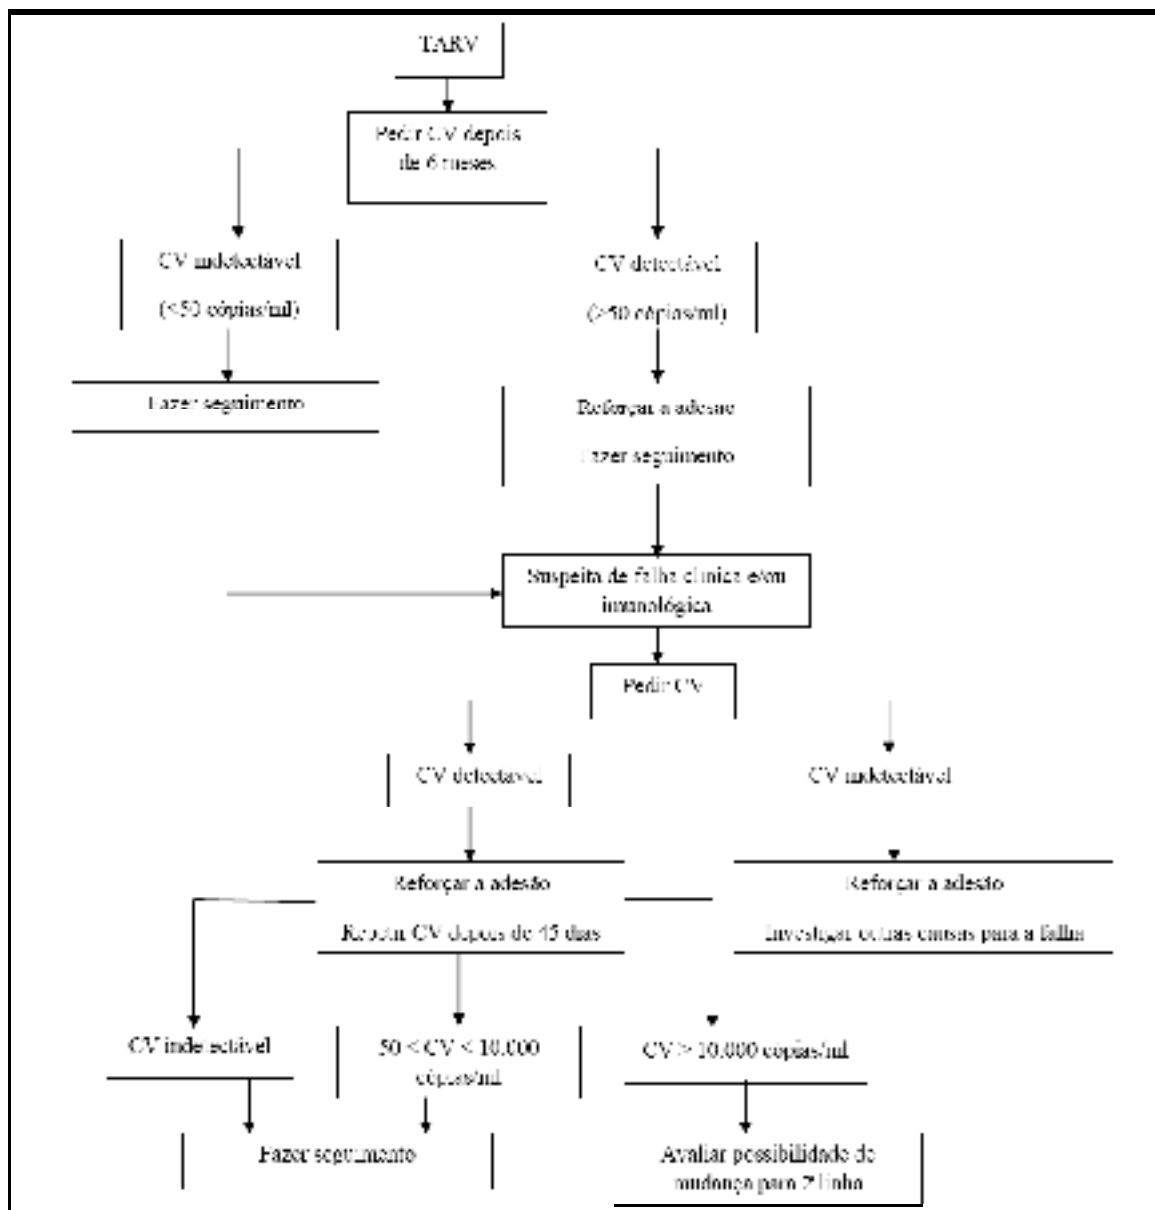 TARV
Pedir CV depois
de 6 meses
CV indetectável
(<50 cópias/ml)
CV detectável
(>50 cópias/ml)
Fazer seguimento
Reforçar a adesão
Fazer seguimento
Suspeita de falha clinica e/ou
imunológica
Pedir CV
CV detectável
CV indetectável
Reforçar a adesão
Repetir CV depois de 45 dias
Reforçar a adesão
Investigar outras causas para a falha
CV indetectável
50 < CV < 10.000
cópias/ml
CV > 10.000 cópias/ml
Fazer seguimento
Avaliar possibilidade de
mudança para 2ª linha